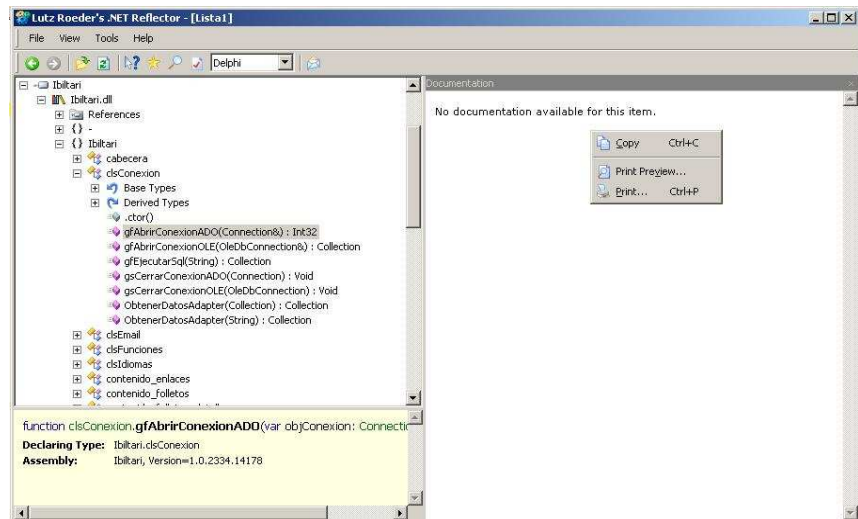 Lutz Roeder's .NET Reflector - [Lista1]
File View Tools Help
Delphi
Ibiltari
Ibiltari.dll
References
{} -
{} Ibiltari
cabecera
clsConexion
Base Types
Derived Types
.ctor()
gfAbrirConexionADO(Connection&) : Int32
gfAbrirConexionOLE(OleDbConnection&) : Collection
gfEjecutarSql(String) : Collection
gsCerrarConexionADO(Connection) : Void
gsCerrarConexionOLE(OleDbConnection) : Void
ObtenerDatosAdapter(Collection) : Collection
ObtenerDatosAdapter(String) : Collection
clsEmail
clsFunciones
clsIdiomas
contenido_enlaces
contenido_folletos
function clsConexion.gfAbrirConexionADO(var objConexion: Connectio
Declaring Type: Ibiltari.clsConexion
Assembly: Ibiltari, Version=1.0.2334.14178
Documentation
No documentation available for this item.
Copy Ctrl+C
Print Preview...
Print... Ctrl+P